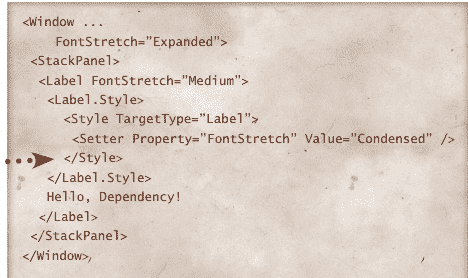 <Window ...
FontStretch="Expanded">
<StackPanel>
<Label FontStretch="Medium">
<Label.Style>
<Style TargetType="Label">
<Setter Property="FontStretch" Value="Condensed" />
</Style>
</Label.Style>
Hello, Dependency!
</Label>
</StackPanel>
</Window>